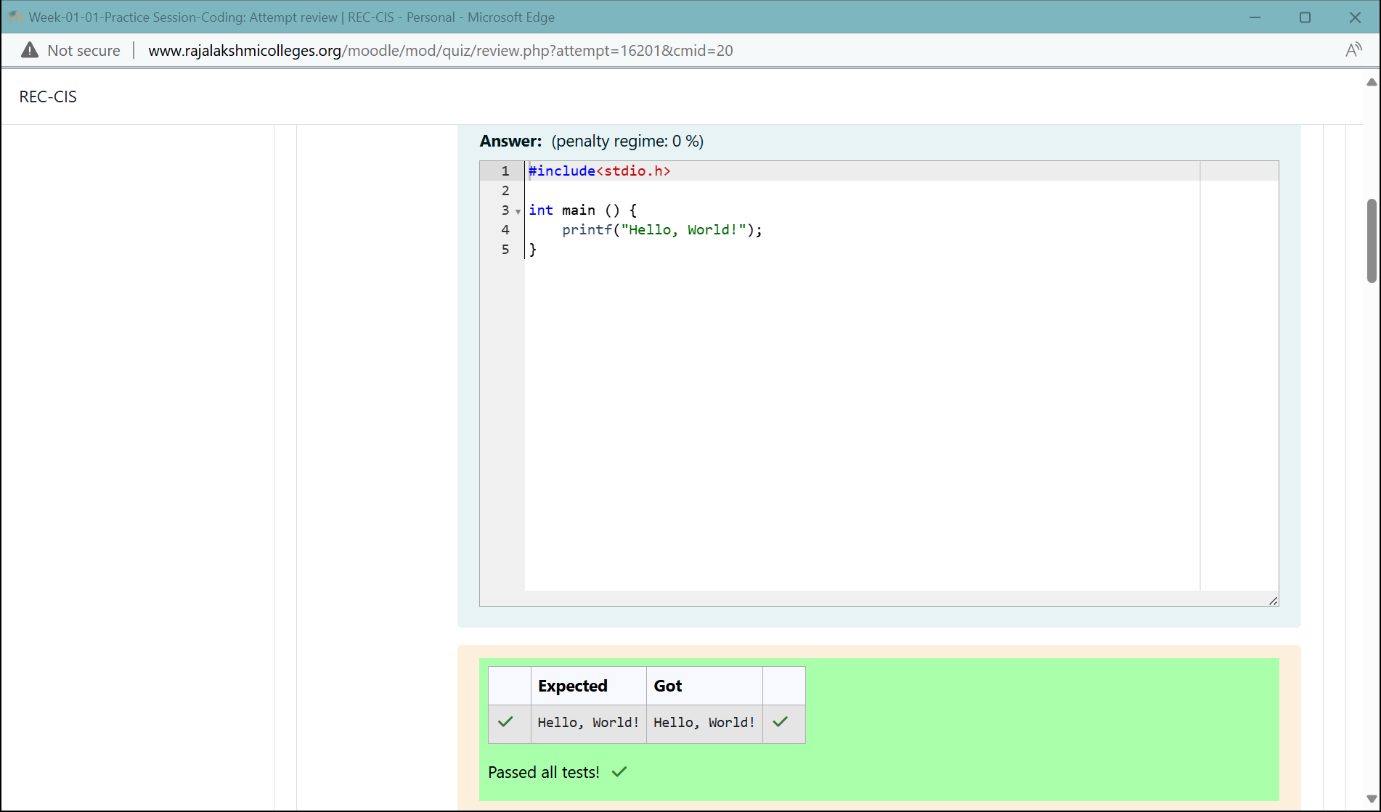 Week-01-01-Practice Session-Coding: Attempt review | REC-CIS - Personal - Microsoft Edge
Not secure www.rajalakshmicolleges.org/moodle/mod/quiz/review.php?attempt=16201&cmid=20
REC-CIS
Answer: (penalty regime: 0 %)
1 #include<stdio.h>
2
3 int main () {
4 printf("Hello, World!");
5 }
Expected Got
Hello, World! Hello, World!
Passed all tests!